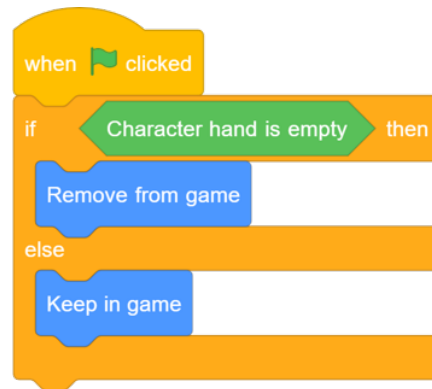 when clicked
if Character hand is empty then
Remove from game
else
Keep in game